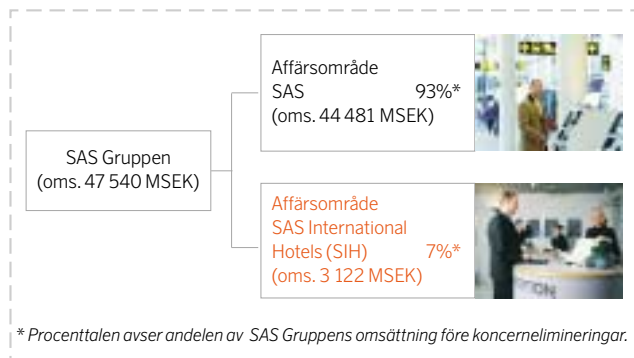 Affärsområde
SAS 93%*
(oms. 44 481 MSEK)
SAS Gruppen
(oms. 47 540 MSEK)
Affärsområde
SAS International
Hotels (SIH) 7%*
(oms. 3 122 MSEK)
* Procenttalen avser andelen av SAS Gruppens omsättning före koncernelimineringar.